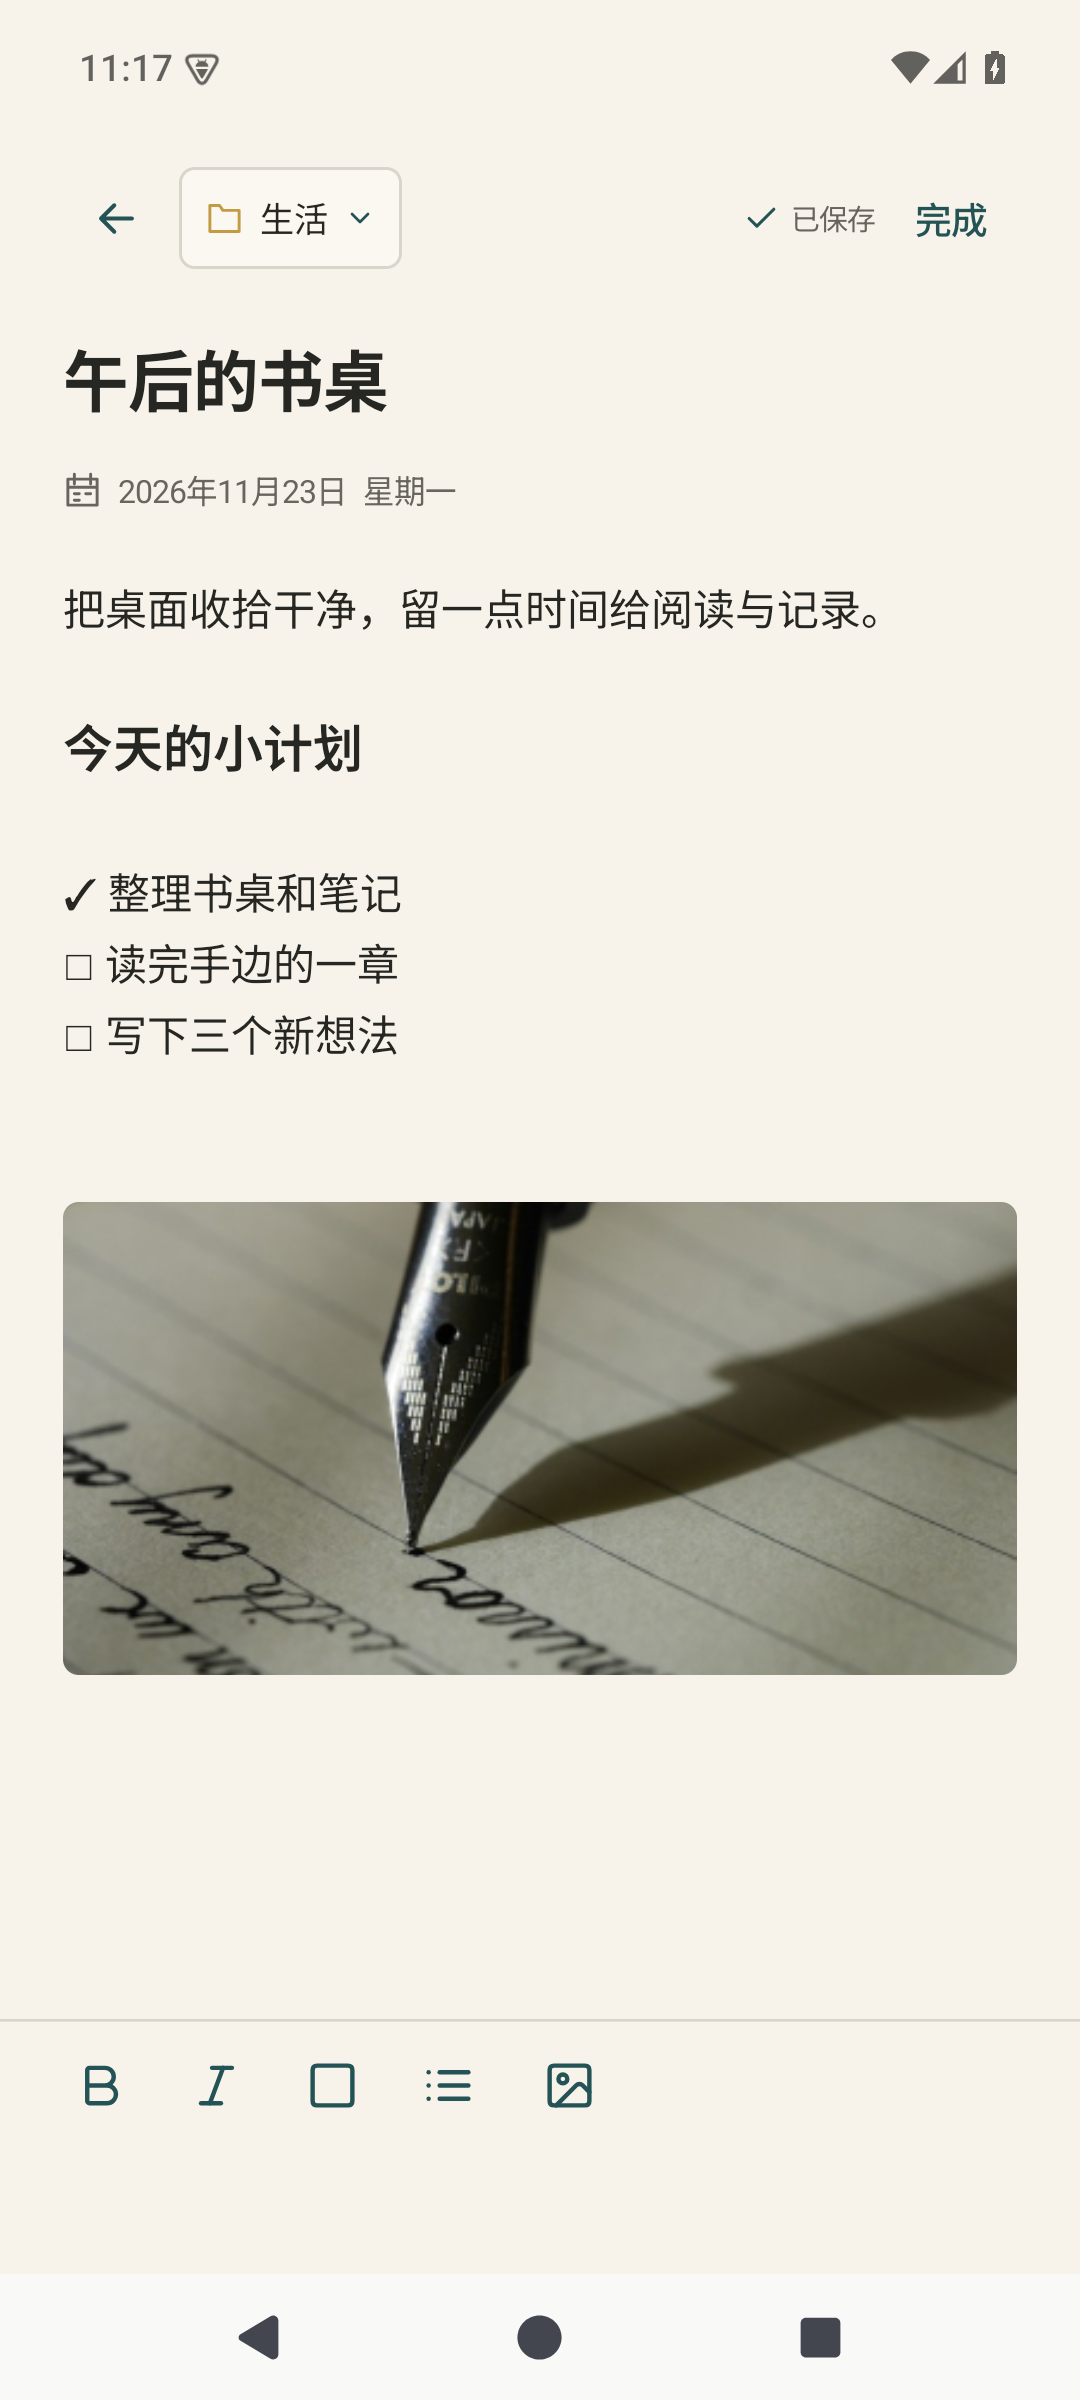 11:17
生活
已保存
完成
午后的书桌
2026年11月23日 星期一
把桌面收拾干净，留一点时间给阅读与记录。
今天的小计划
✓ 整理书桌和笔记
□ 读完手边的一章
□ 写下三个新想法
any
with